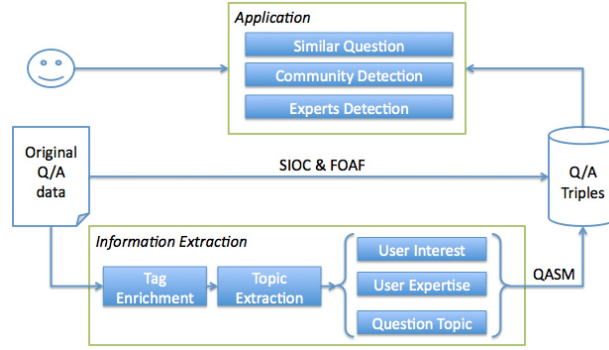 Application
Similar Question
Community Detection
Experts Detection
Original
Q/A
data
SIOC & FOAF
Q/A
Triples
Information Extraction
Tag
Enrichment
Topic
Extraction
User Interest
User Expertise
Question Topic
QASM